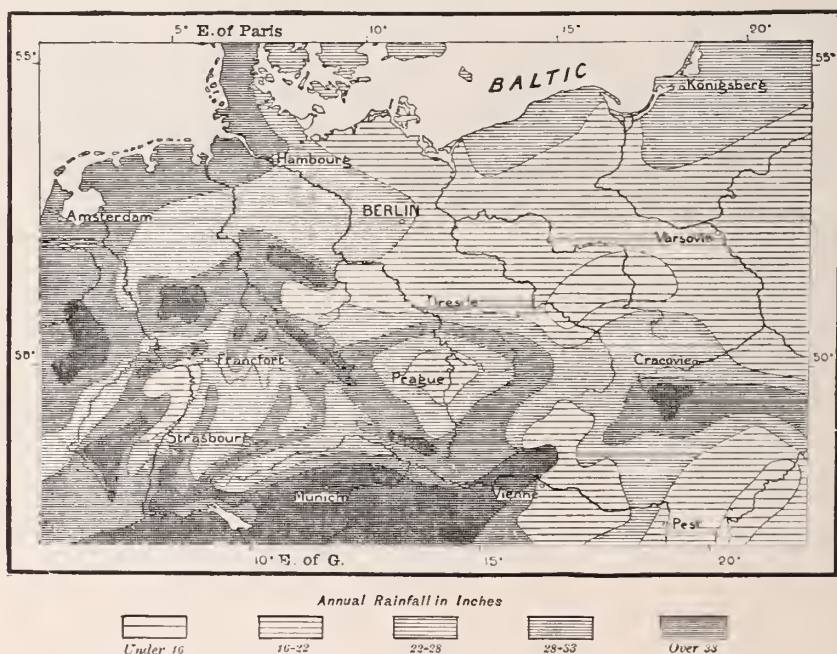 5° E. of Paris 10° 15° 20°
55° 55°
BALTIC
Königsberg
Hambourg
Amsterdam
BERLIN
Varsovie
Dresde
50° 50°
Francfort
Prague
Cracovie
Strasbourg
Munich
Vienne
Pest
10° E. of G. 15° 20°
Annual Rainfall in Inches
Under 16 16-22 22-28 28-33 Over 33